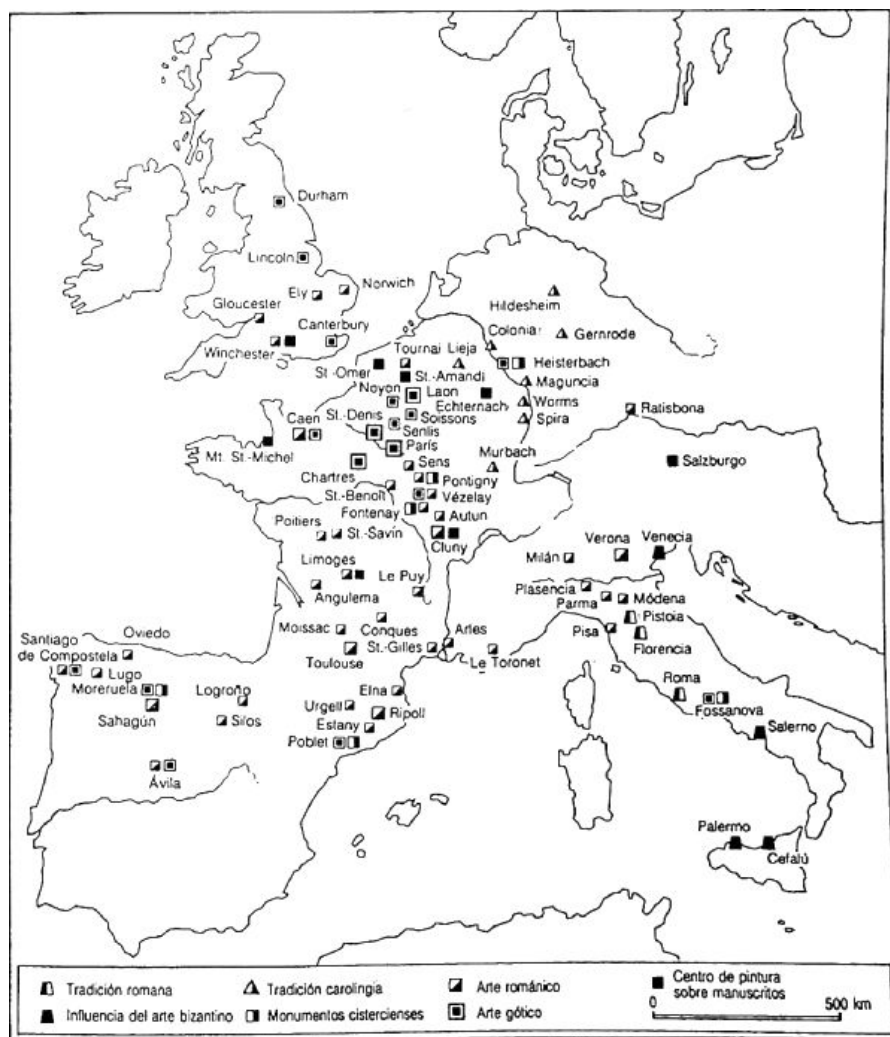 Durham
Lincoln
Norwich
Ely
Gloucester
Canterbury
Winchester
Hildesheim
Gernrode
Coloniar
Tournai Lieja
Heisterbach
St.-Omer
St.-Amandi
Maguncia
Noyon
Laon
Echternach
Worms
St.-Denis
Soissons
Spira
Ratisbona
Caen
Senlis
París
Mt. St.-Michel
Sens
Murbach
Salzburgo
Chartres
Pontigny
St.-Benoît
Vézelay
Fontenay
Autun
Poitiers
St.-Savín
Cluny
Verona
Venecia
Milán
Limoges
Le Puy
Angulema
Plasencia
Parma
Módena
Moissac
Conques
Arles
Pisa
Pistoia
Florencia
Toulouse
St.-Gilles
Le Toronet
Santiago
de Compostela
Oviedo
Lugo
Moreruela
Logroño
Elna
Urgell
Ripoll
Roma
Fossanova
Sahagún
Silos
Estany
Salerno
Poblet
Ávila
Palermo
Cefalú
Tradición romana
Tradición carolingia
Arte románico
Centro de pintura
sobre manuscritos
Influencia del arte bizantino
Monumentos cistercienses
Arte gótico
0 500 km